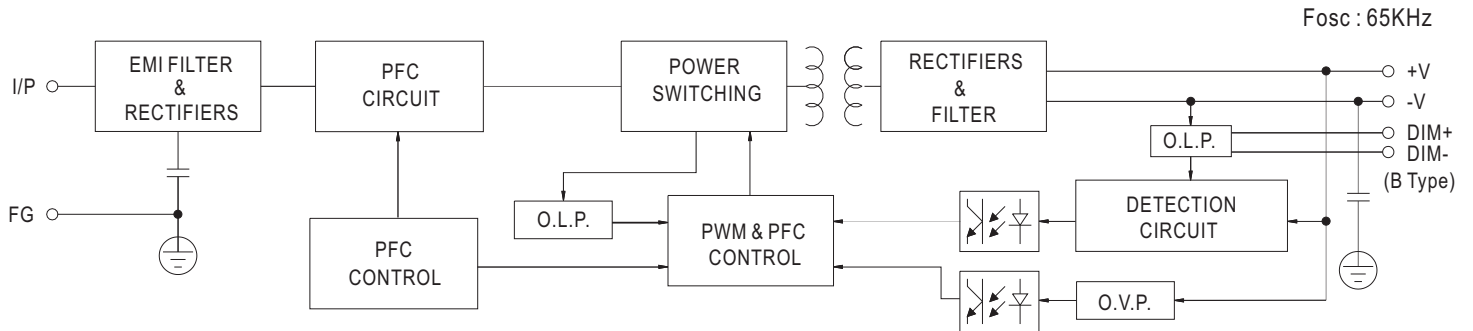 Fosc : 65KHz
I/P
EMI FILTER
&
RECTIFIERS
PFC
CIRCUIT
POWER
SWITCHING
RECTIFIERS
&
FILTER
+V
-V
DIM+
DIM-
(B Type)
O.L.P.
FG
O.L.P.
PFC
CONTROL
PWM & PFC
CONTROL
DETECTION
CIRCUIT
O.V.P.